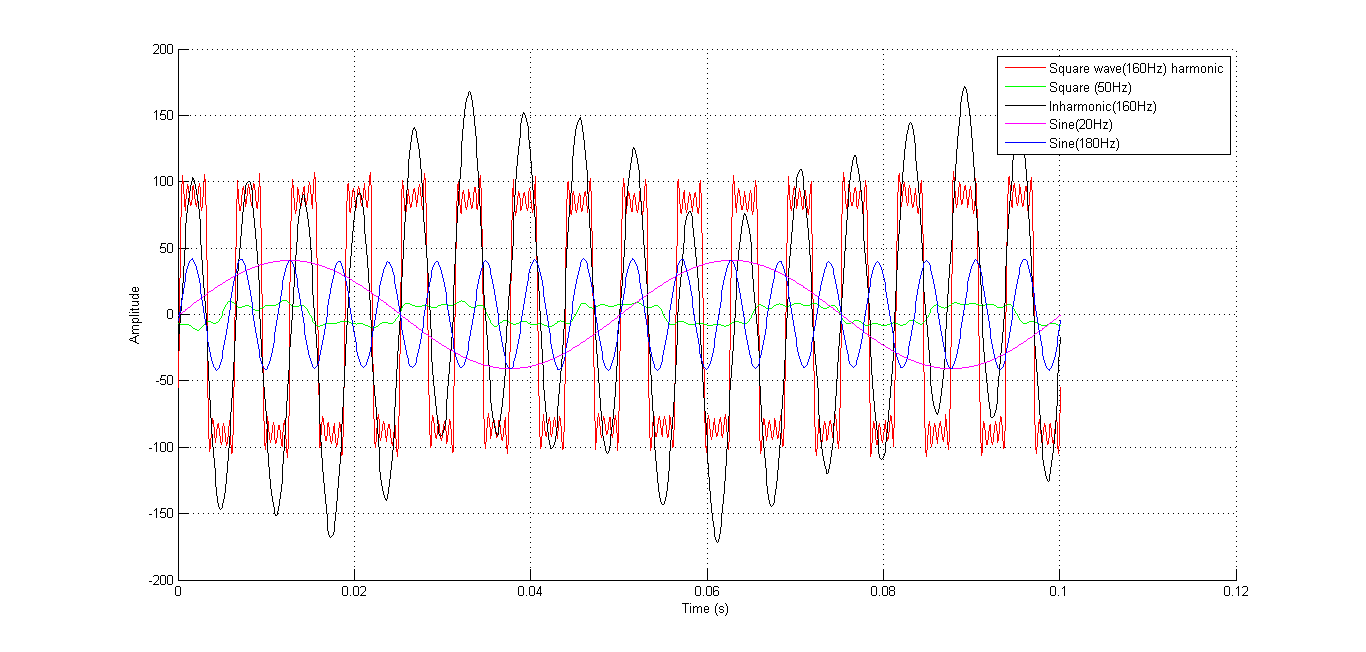 200
150
100
50
0
-50
-100
-150
-200
Amplitude
0 0.02 0.04 0.06 0.08 0.1 0.12
Time (s)
Square wave(160Hz) harmonic
Square (50Hz)
Inharmonic(160Hz)
Sine(20Hz)
Sine(180Hz)